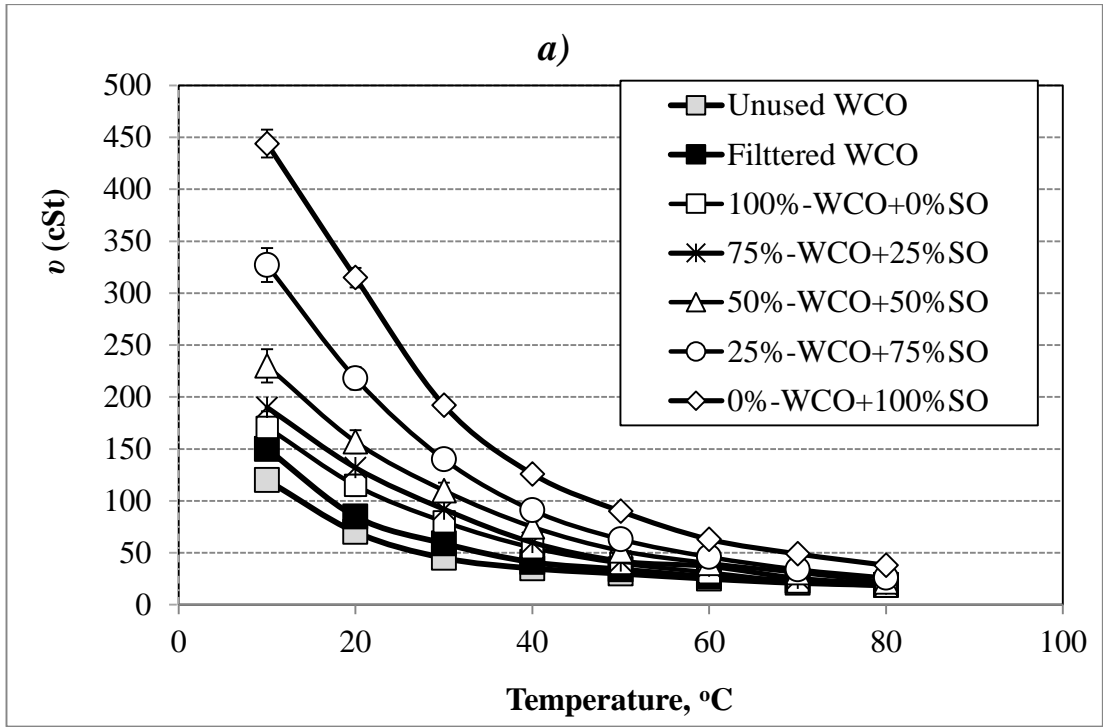 a)
500
450
400
350
300
250
200
150
100
50
0
υ (cSt)
Unused WCO
Filttered WCO
100%-WCO+0%SO
75%-WCO+25%SO
50%-WCO+50%SO
25%-WCO+75%SO
0%-WCO+100%SO
0 20 40 60 80 100
Temperature, ºC